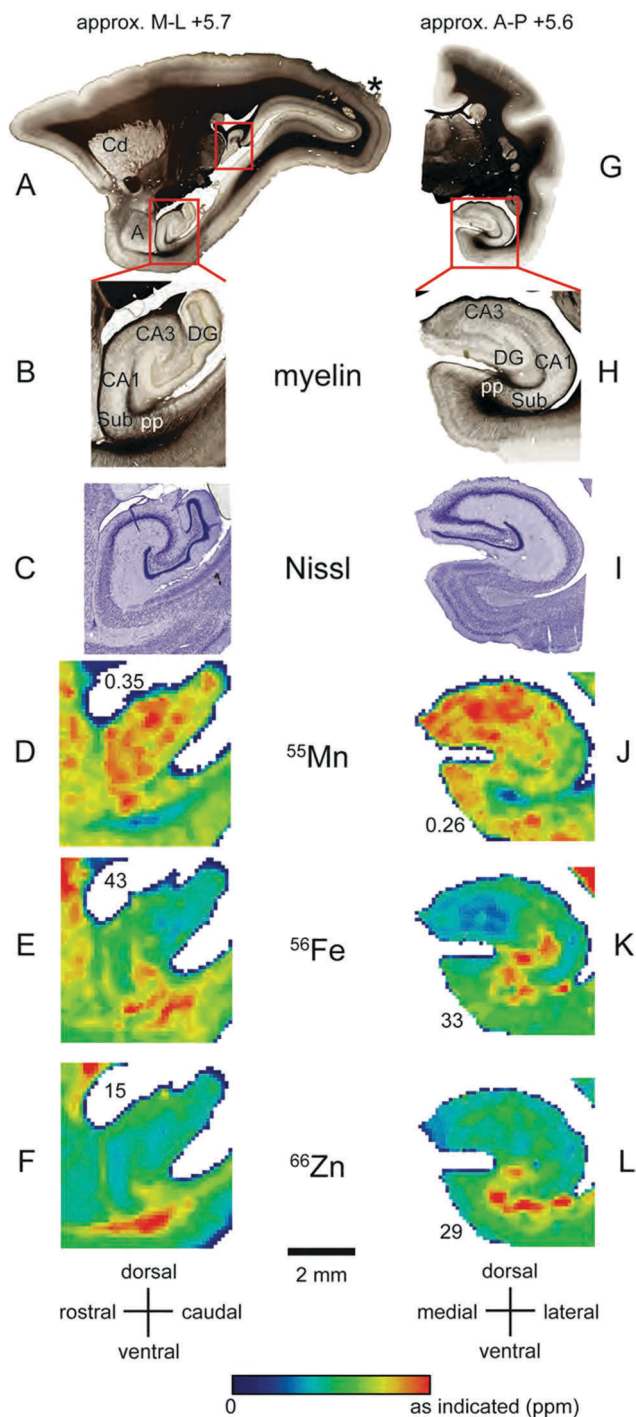 approx. M-L +5.7
approx. A-P +5.6
*
Cd
A
G
A
CA3
DG
CA1
Sub
pp
B
myelin
CA3
DG
CA1
pp
Sub
H
C
Nissl
I
0.35
D
⁵⁵Mn
J
0.26
43
E
⁵⁶Fe
K
33
15
F
⁶⁶Zn
L
29
2 mm
dorsal
rostral
caudal
ventral
dorsal
medial
lateral
ventral
0
as indicated (ppm)